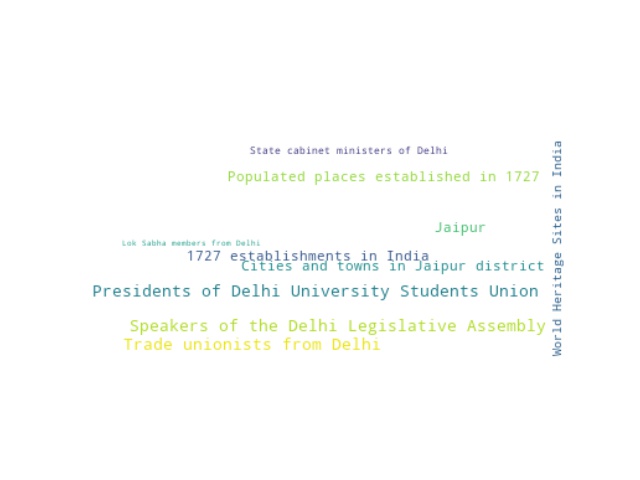 State cabinet ministers of Delhi
Populated places established in 1727
Jaipur
Lok Sabha members from Delhi
1727 establishments in India
Cities and towns in Jaipur district
Presidents of Delhi University Students Union
Speakers of the Delhi Legislative Assembly
Trade unionists from Delhi
World Heritage Sites in India